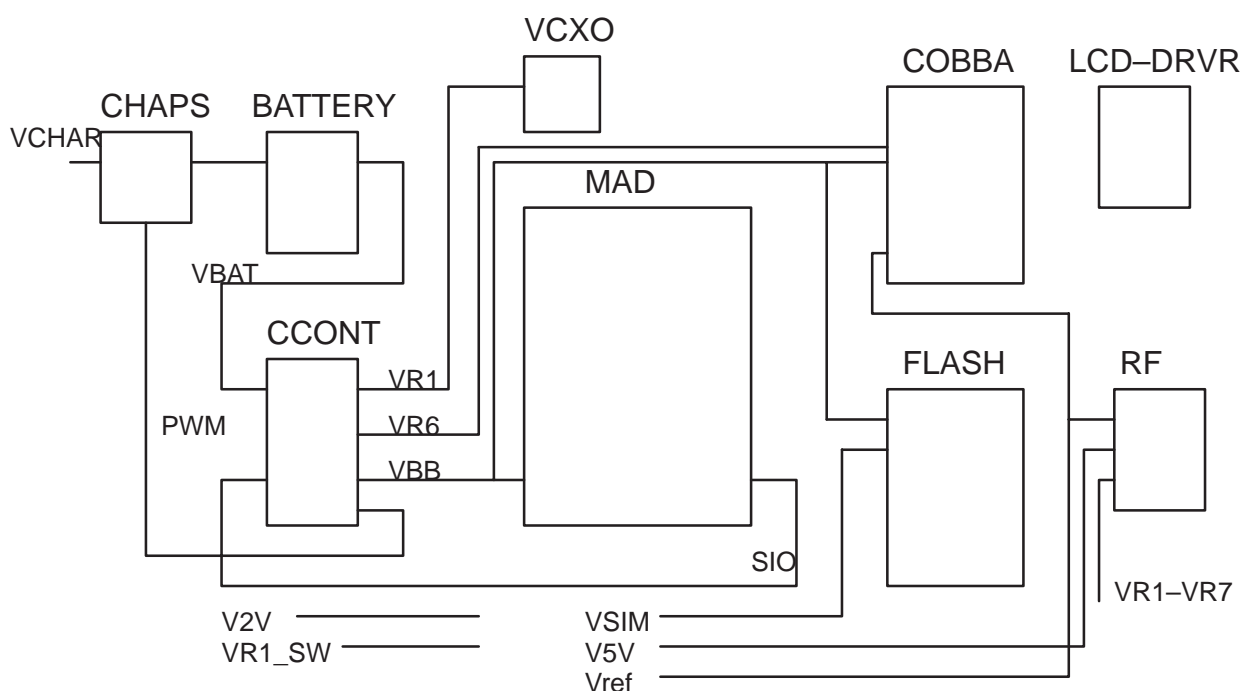 VCXO
COBBA
LCD–DRVR
CHAPS
BATTERY
VCHAR
MAD
VBAT
CCONT
FLASH
RF
VR1
PWM
VR6
VBB
SIO
VR1–VR7
V2V
VSIM
VR1_SW
V5V
Vref